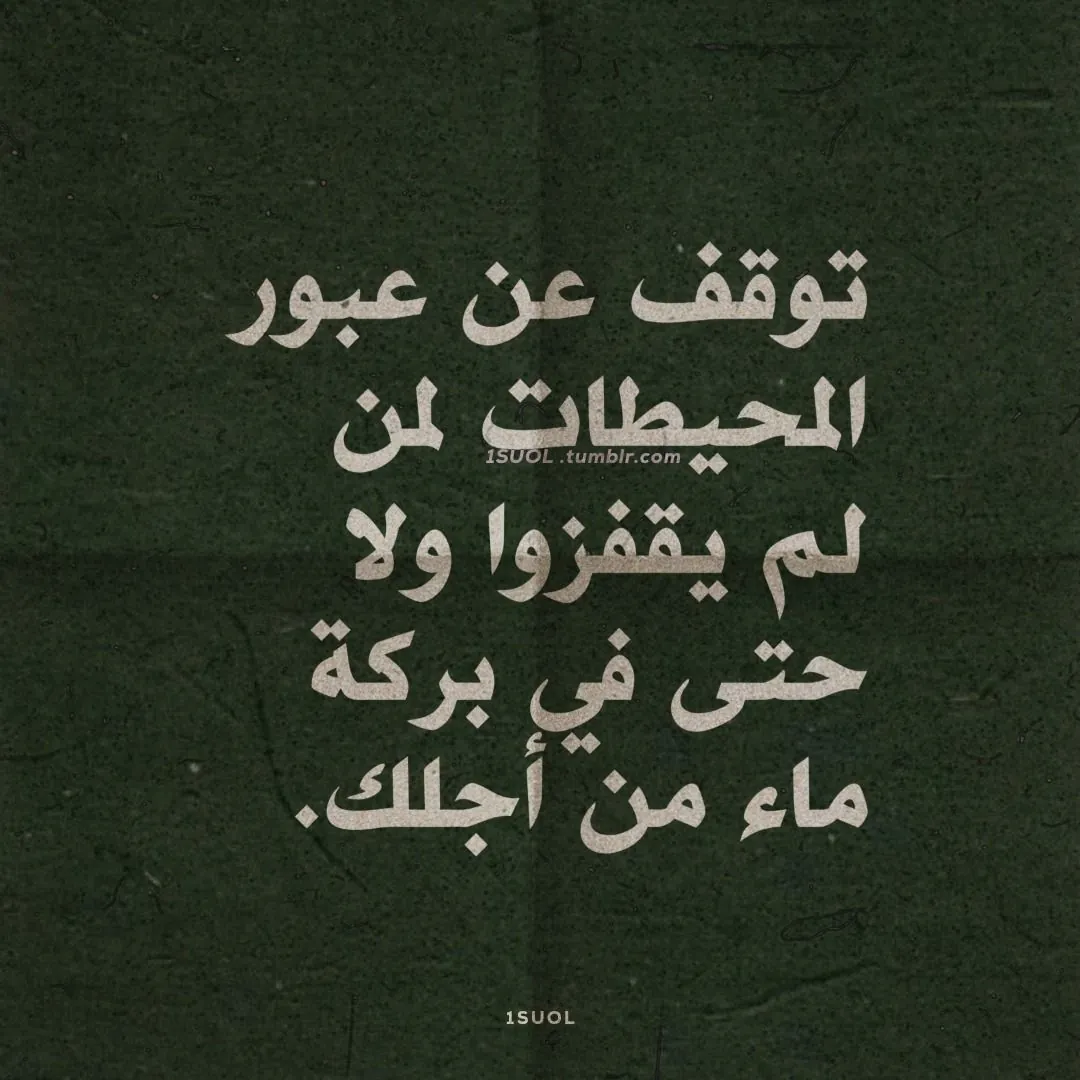 توقف عن عبور
المحيطات لمن
1SUOL .tumblr.com
لم يقفزوا ولا
حتى في بركة
ماء من أجلك.
1SUOL